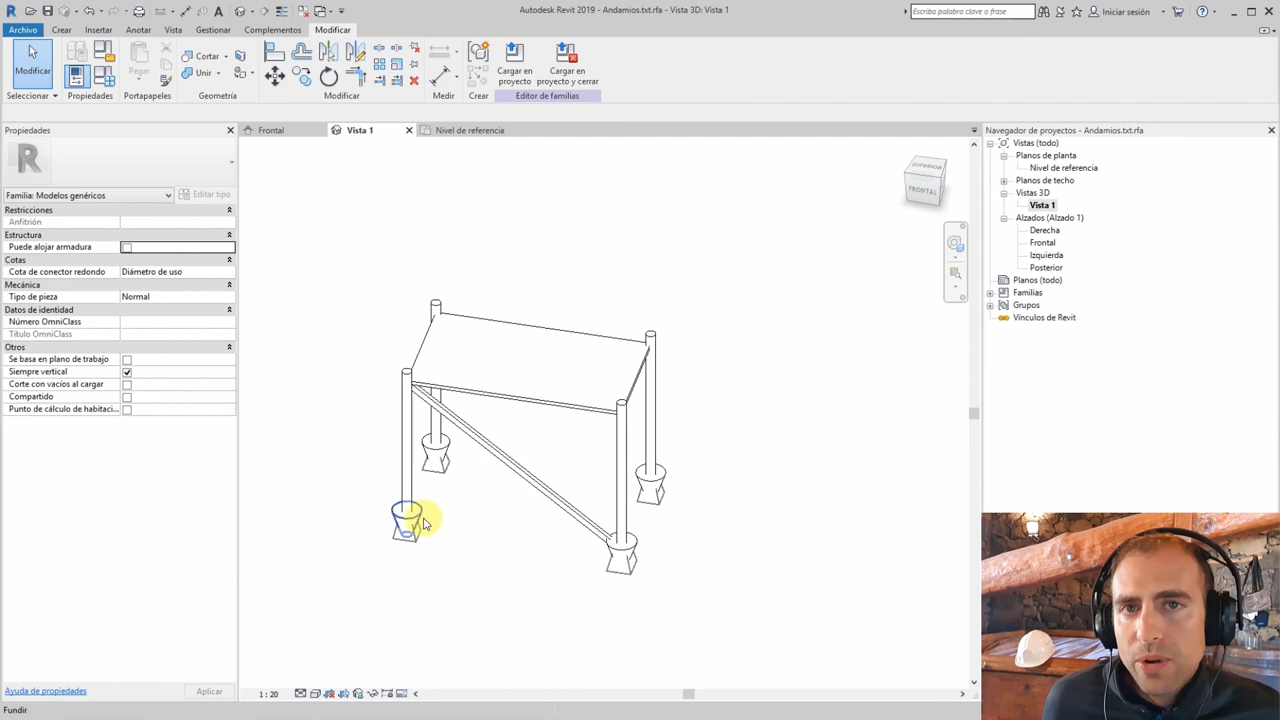 Autodesk Revit 2019 - Andamios.txt.rfa - Vista 3D: Vista 1
Escriba palabra clave o frase
Iniciar sesión
Archivo Crear Insertar Anotar Vista Gestionar Complementos Modificar
Modificar
Pegar
Cortar
Unir
Cargar en proyecto
Cargar en proyecto y cerrar
Seleccionar Propiedades Portapapeles Geometría Modificar Medir Crear Editor de familias
Propiedades
Frontal
Vista 1
Nivel de referencia
Navegador de proyectos - Andamios.txt.rfa
R
Familia: Modelos genéricos
Editar tipo
Restricciones
Anfitrión
Estructura
Puede alojar armadura
Cotas
Cota de conector redondo Diámetro de uso
Mecánica
Tipo de pieza Normal
Datos de identidad
Número OmniClass
Título OmniClass
Otros
Se basa en plano de trabajo
Siempre vertical
Corte con vacíos al cargar
Compartido
Punto de cálculo de habitaci...
SUPERIOR
FRONTAL
Vistas (todo)
Planos de planta
Nivel de referencia
Planos de techo
Vistas 3D
Vista 1
Alzados (Alzado 1)
Derecha
Frontal
Izquierda
Posterior
Planos (todo)
Familias
Grupos
Vínculos de Revit
Ayuda de propiedades
Aplicar
1 : 20
Fundir